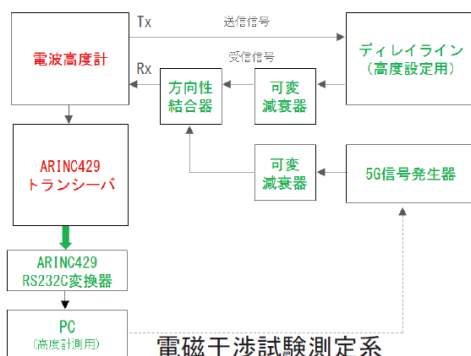 Tx
送信信号
電波高度計
ディレイライン
(高度設定用)
受信信号
Rx
方向性
結合器
可変
減衰器
ARINC429
トランシーバ
可変
減衰器
5G信号発生器
ARINC429
RS232C変換器
PC
(高度計測用)
電磁干渉試験測定系